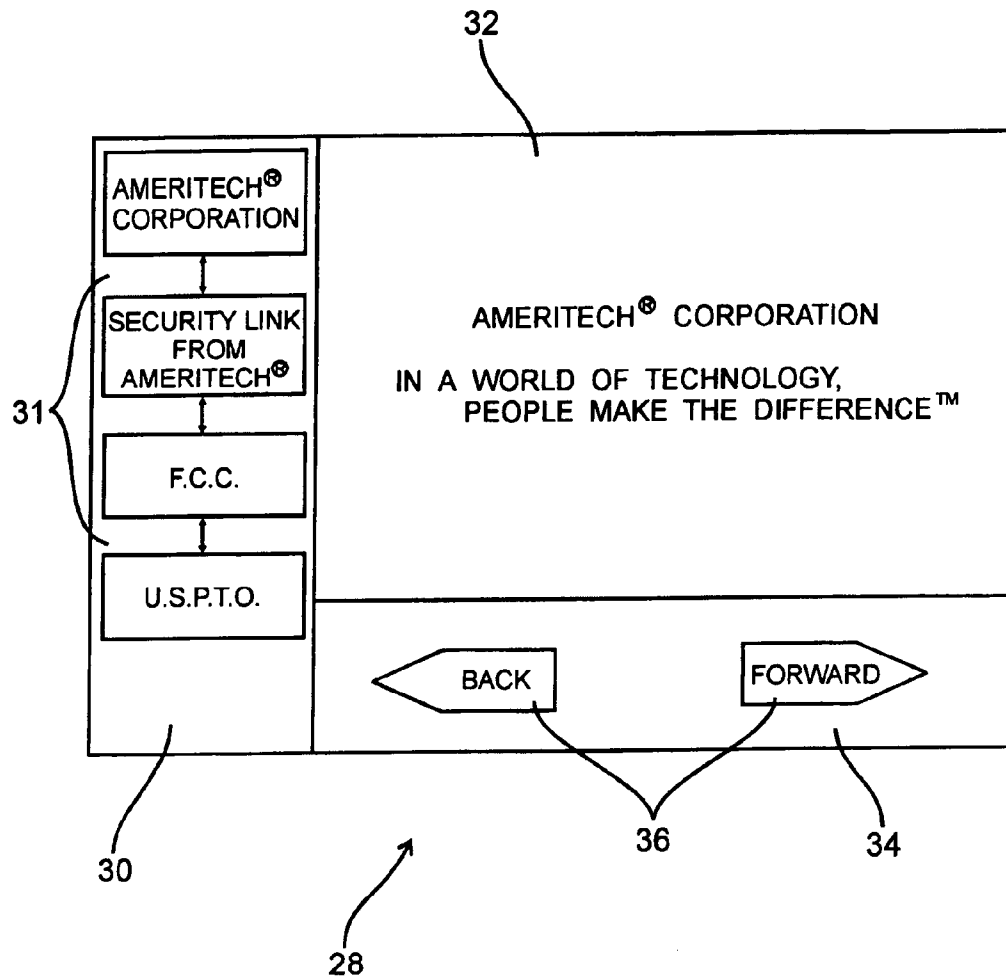 32
AMERITECH®
CORPORATION
SECURITY LINK
FROM
AMERITECH®
F.C.C.
U.S.P.T.O.
31
AMERITECH® CORPORATION
IN A WORLD OF TECHNOLOGY,
PEOPLE MAKE THE DIFFERENCE™
BACK
FORWARD
30
36
34
28